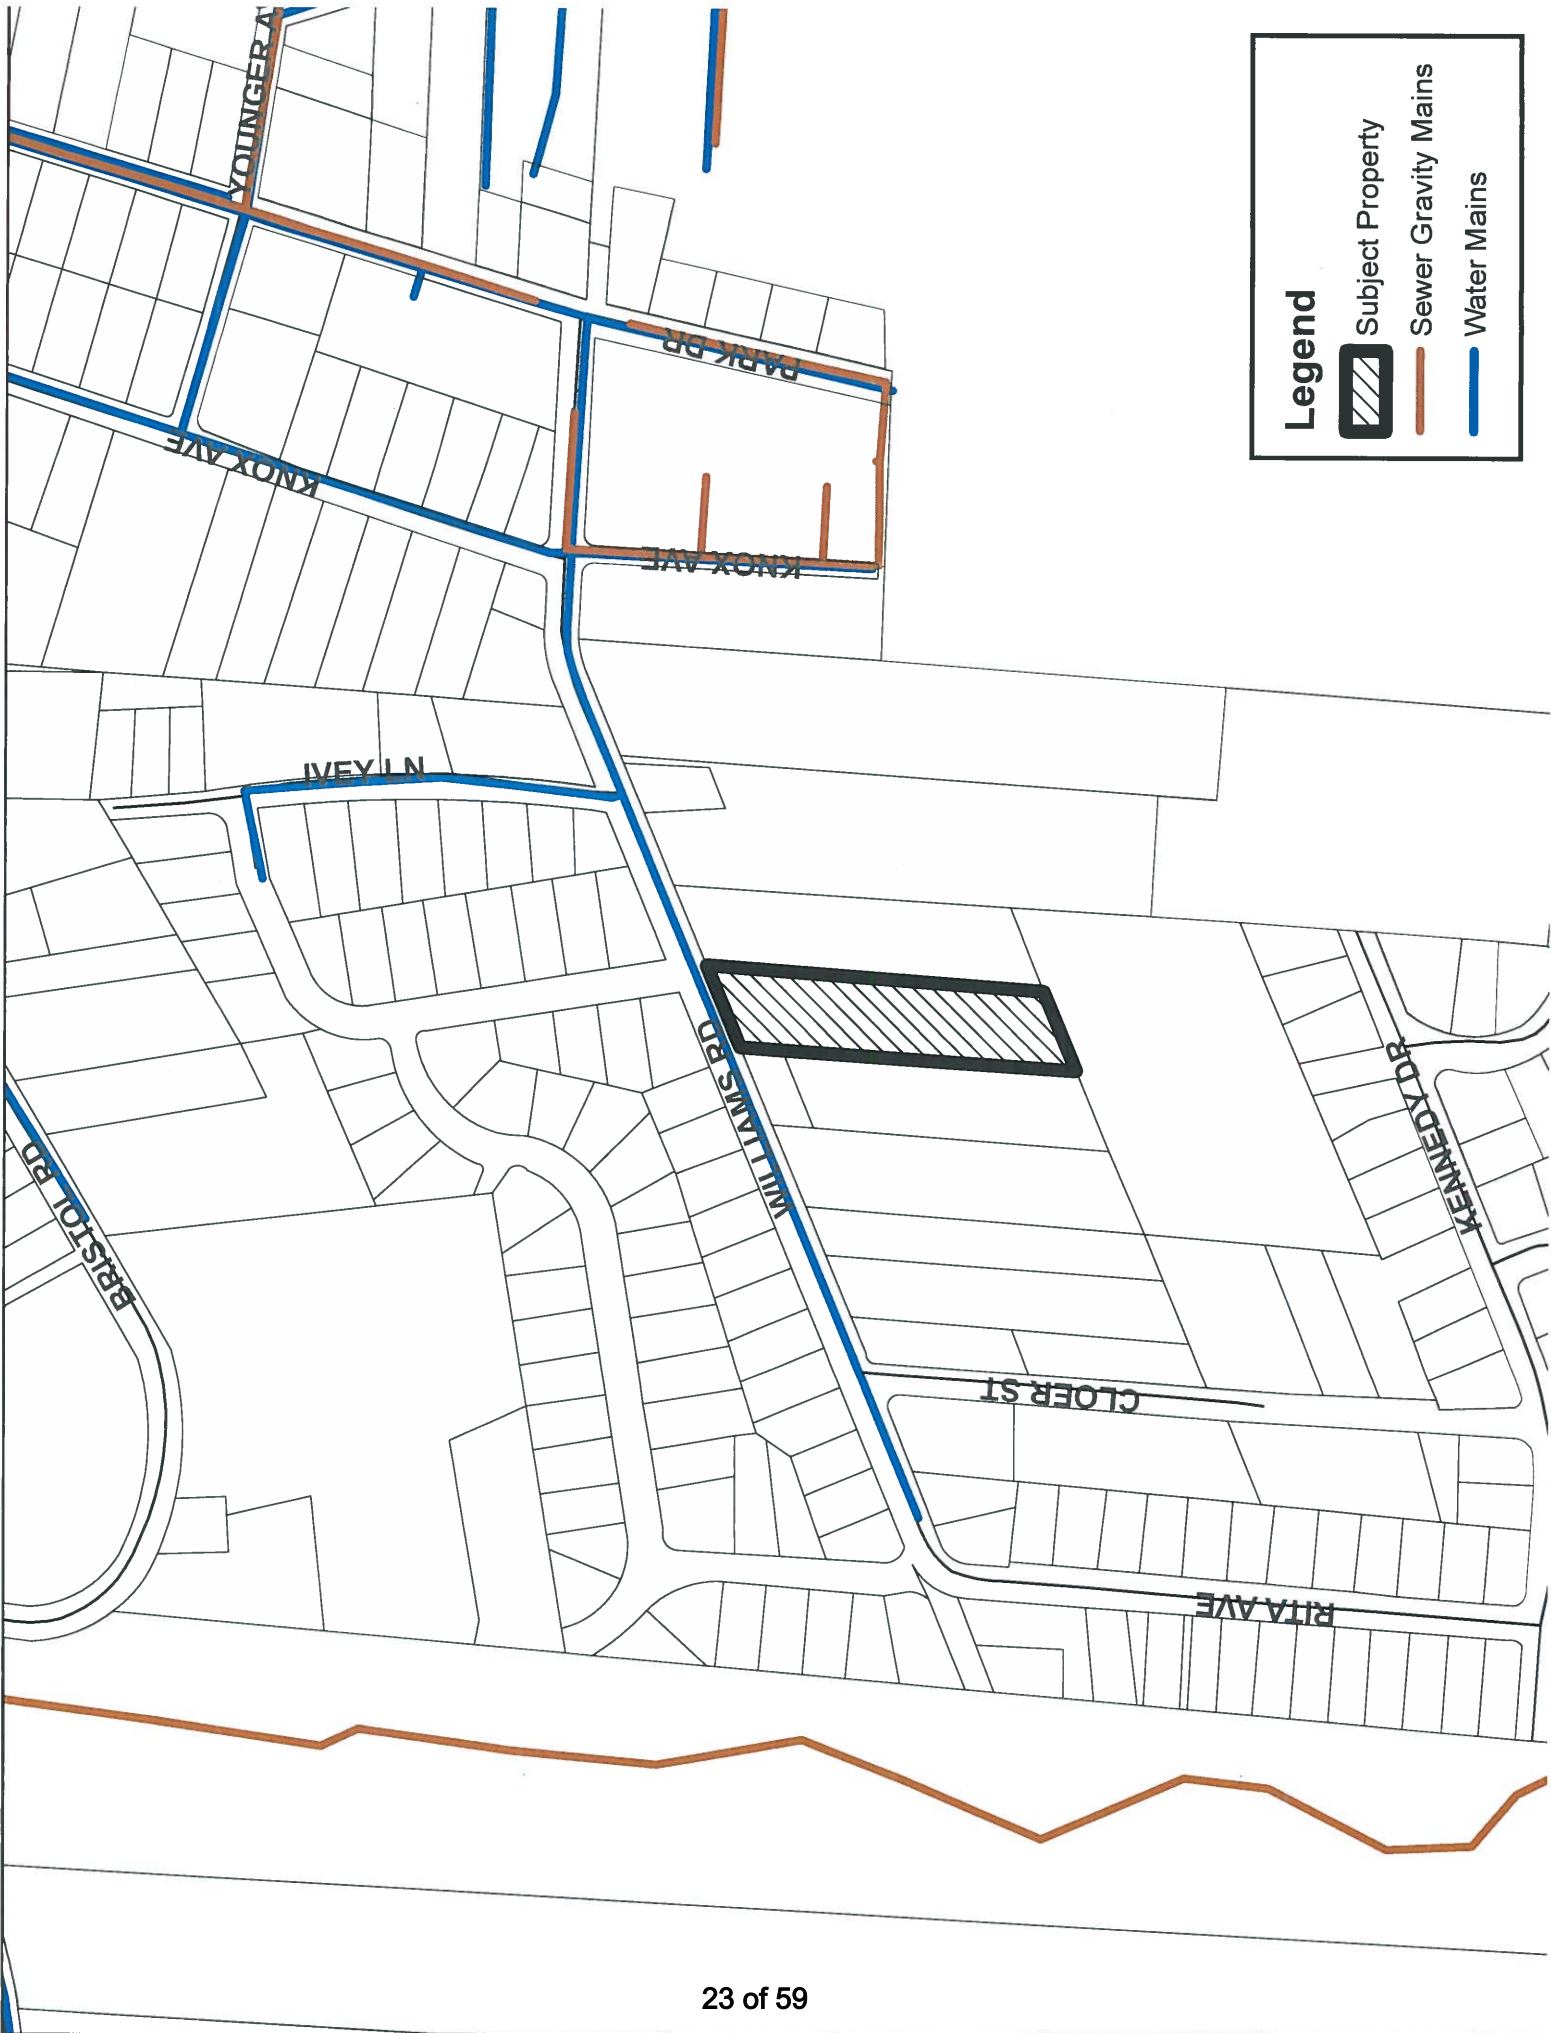 YOUNGER A
KNOX AVE
PARK DR
KNOX AVE
IVEY LN
WILLIAMS RD
BRISTOL RD
KENNEDY DR
CLOER ST
RITA AVE
Legend
Subject Property
Sewer Gravity Mains
Water Mains
23 of 59